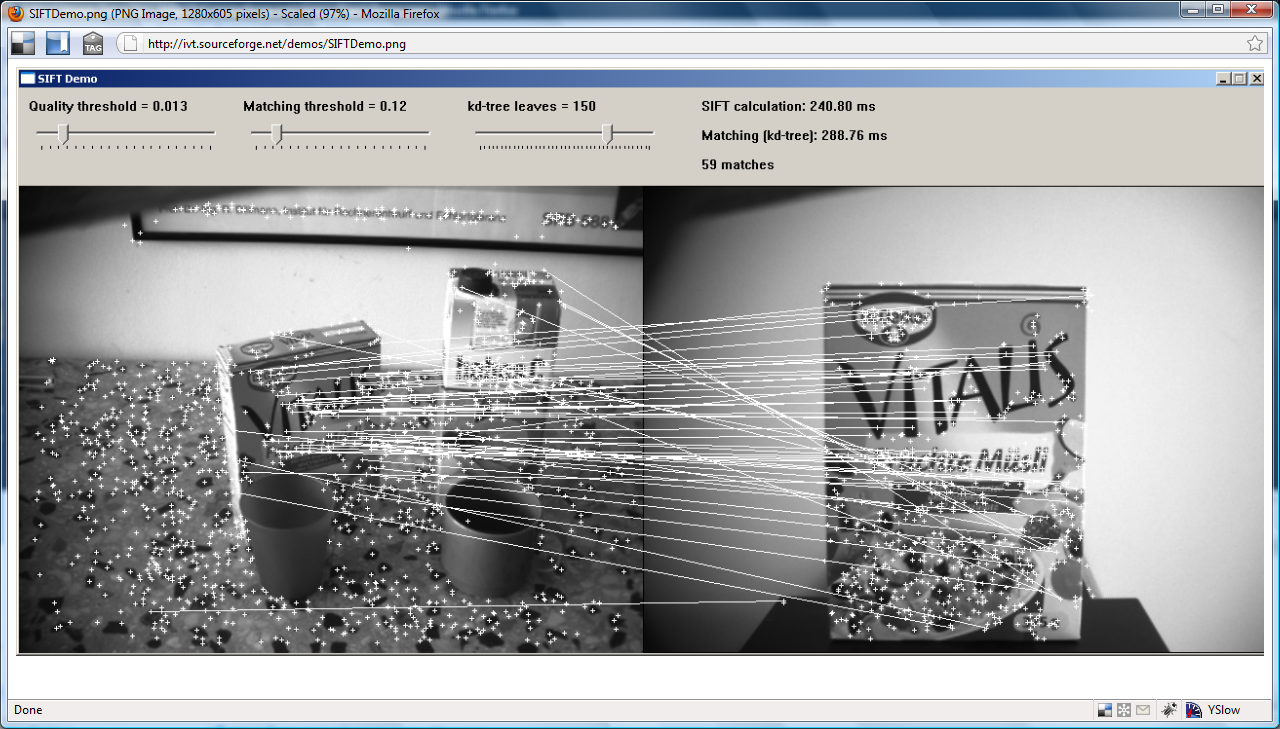 SIFTDemo.png (PNG Image, 1280x605 pixels) - Scaled (97%) - Mozilla Firefox
TAG
http://ivt.sourceforge.net/demos/SIFTDemo.png
SIFT Demo
Quality threshold = 0.013
Matching threshold = 0.12
kd-tree leaves = 150
SIFT calculation: 240.80 ms
Matching (kd-tree): 288.76 ms
59 matches
VITALIS
VITALIS
Müsli
Done
YSlow